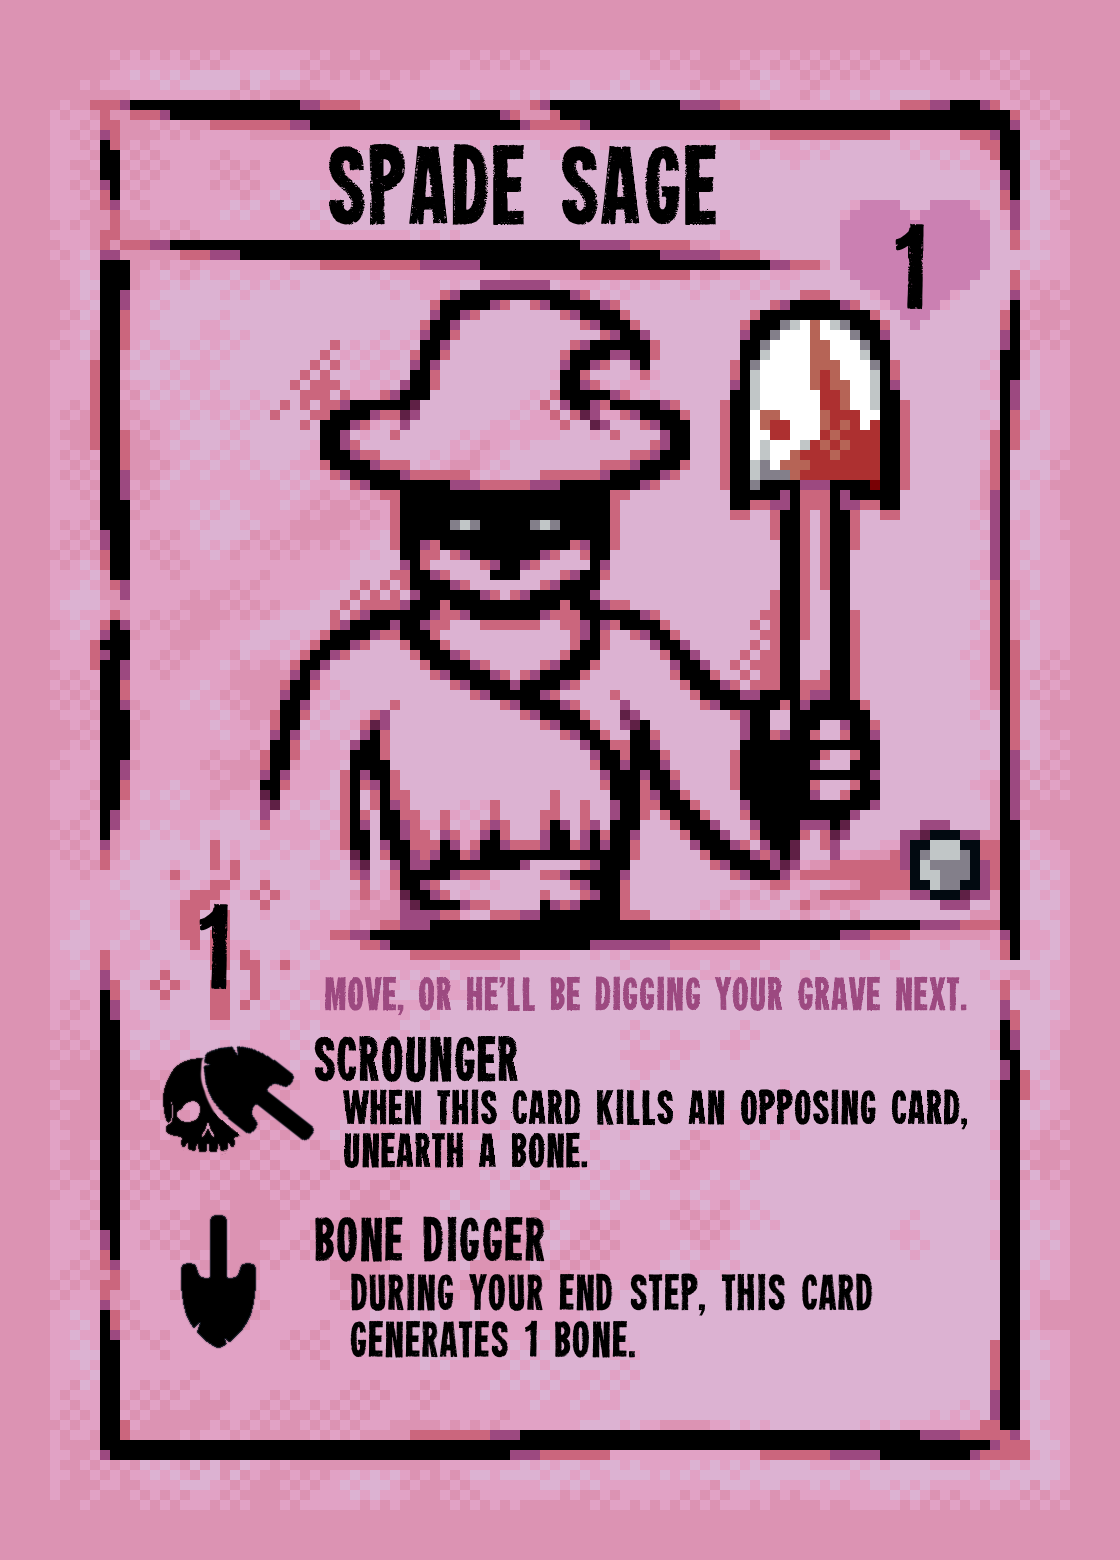 SPADE SAGE
1
1
MOVE, OR HE'LL BE DIGGING YOUR GRAVE NEXT.
SCROUNGER
WHEN THIS CARD KILLS AN OPPOSING CARD,
UNEARTH A BONE.
BONE DIGGER
DURING YOUR END STEP, THIS CARD
GENERATES 1 BONE.